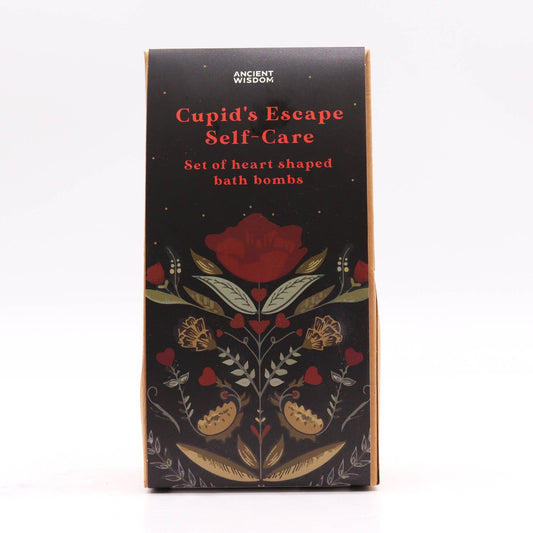 ANCIENT
WISDOM
Cupid's Escape
Self-Care
Set of heart shaped
bath bombs